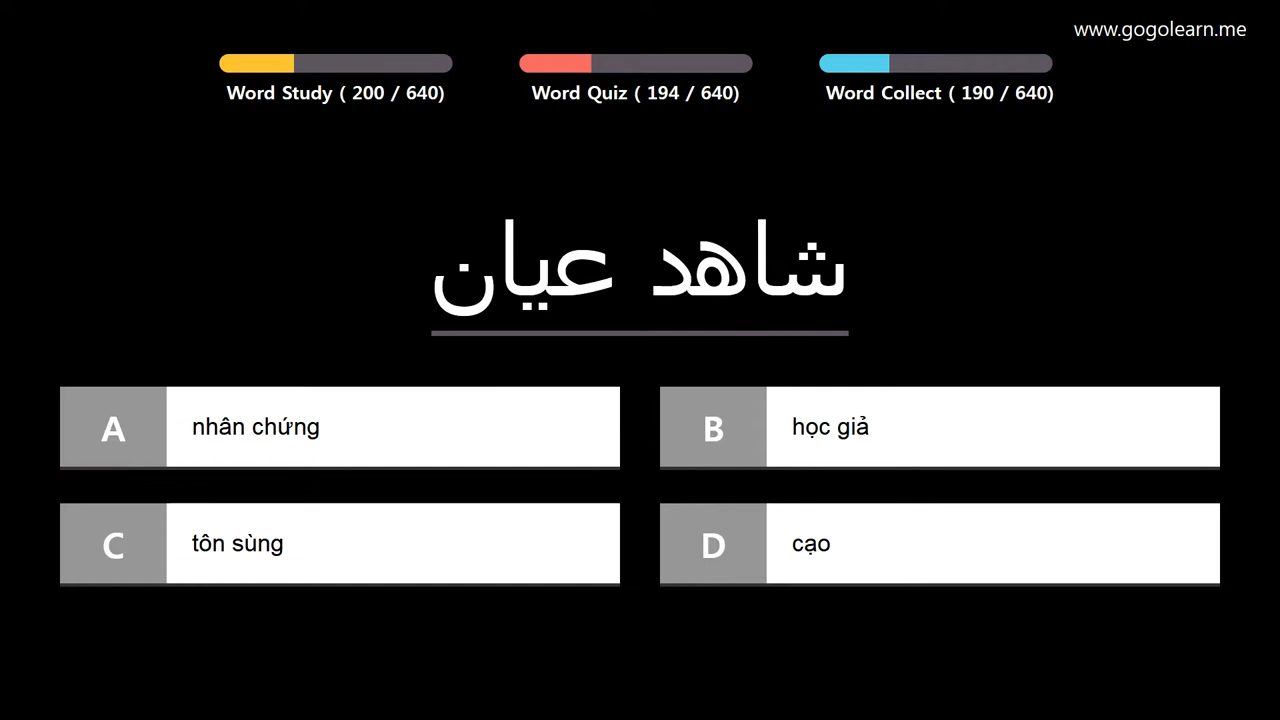 www.gogolearn.me
Word Study ( 200 / 640)
Word Quiz ( 194 / 640)
Word Collect ( 190 / 640)
شاهد عيان
A
nhân chứng
B
học giả
C
tôn sùng
D
cạo